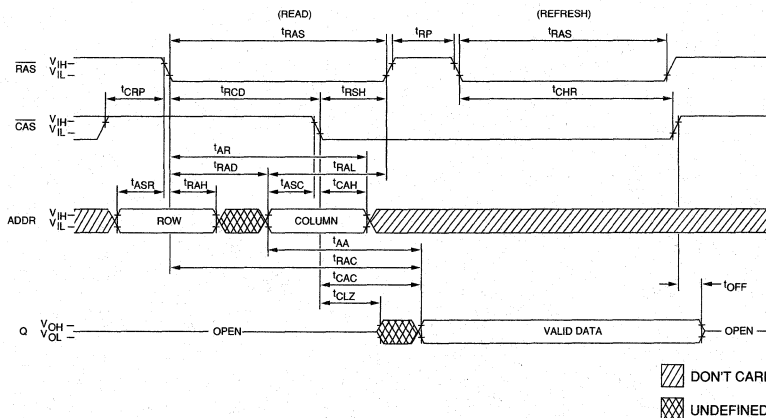 (READ)
(REFRESH)
tRAS
tRP
tRAS
RAS
VIH
VIL
tCRP
tRCD
tRSH
tCHR
CAS
VIH
VIL
tAR
tRAD
tRAL
tASR
tRAH
tASC
tCAH
ADDR
VIH
VIL
ROW
COLUMN
tAA
tRAC
tCAC
tCLZ
tOFF
Q
VOH
VOL
OPEN
VALID DATA
OPEN
DON'T CARE
UNDEFINED